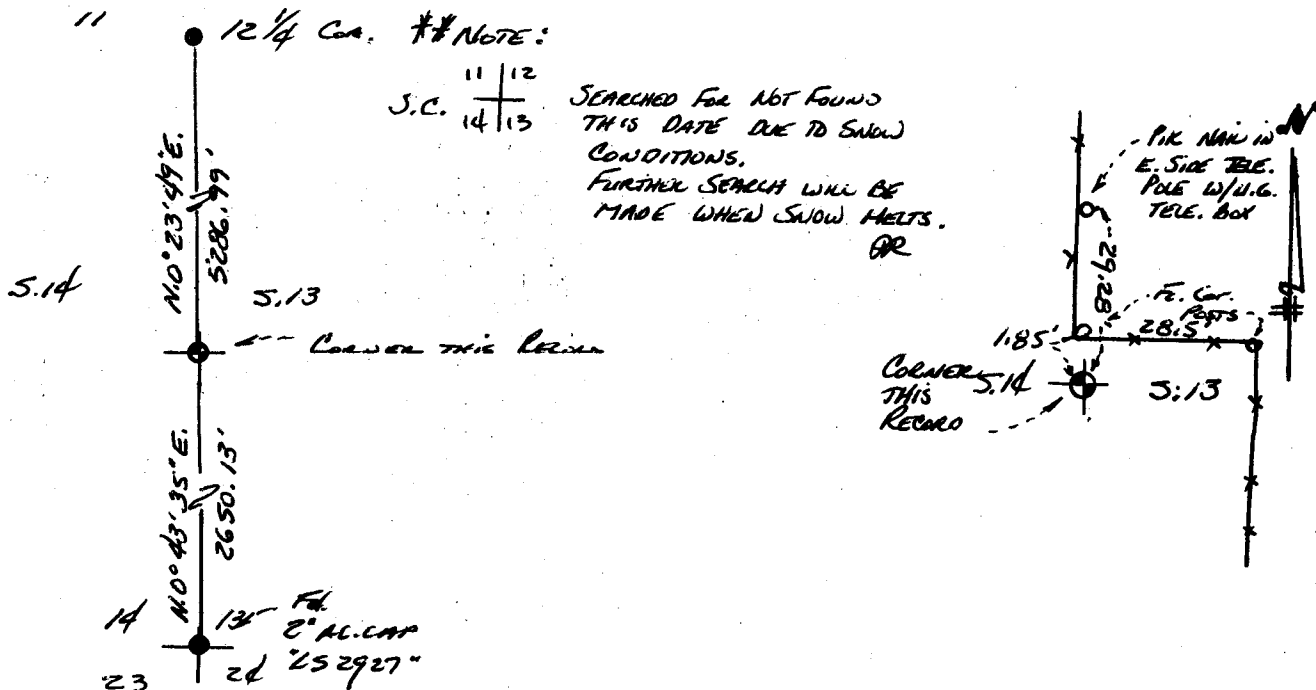 11
12 1/4 COR.
** NOTE:
S.C. 11 | 12
14 | 13
SEARCHED FOR NOT FOUND
THIS DATE DUE TO SNOW
CONDITIONS.
FURTHER SEARCH WILL BE
MADE WHEN SNOW MELTS.
N.0°23'49"E.
5286.99'
S.14
S.13
CORNER THIS RECORD
N.0°43'35"E.
2650.13'
14
13
23
24
Fd.
2" AL. CAP
"LS 2927"
N
P.K. NAIL IN
E. SIDE TELE.
POLE W/U.G.
TELE. BOX
29.28'
Fc. Cor.
POSTS
28.5'
1.85'
CORNER
THIS
RECORD
S.14
S.13